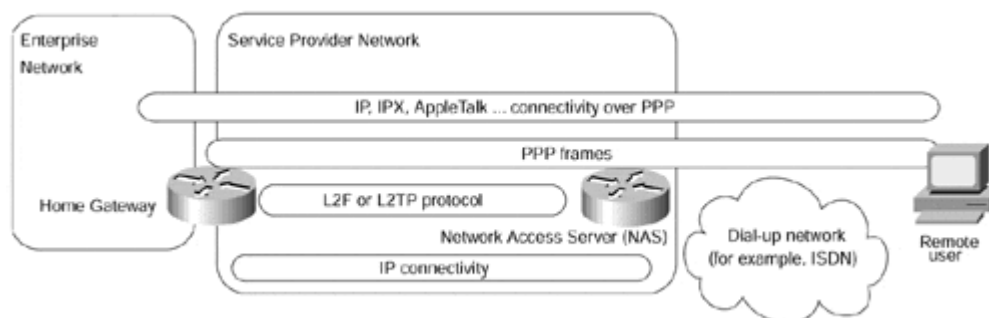 Enterprise
Network
Service Provider Network
IP, IPX, AppleTalk ... connectivity over PPP
PPP frames
Home Gateway
L2F or L2TP protocol
Network Access Server (NAS)
IP connectivity
Dial-up network
(for example, ISDN)
Remote
user